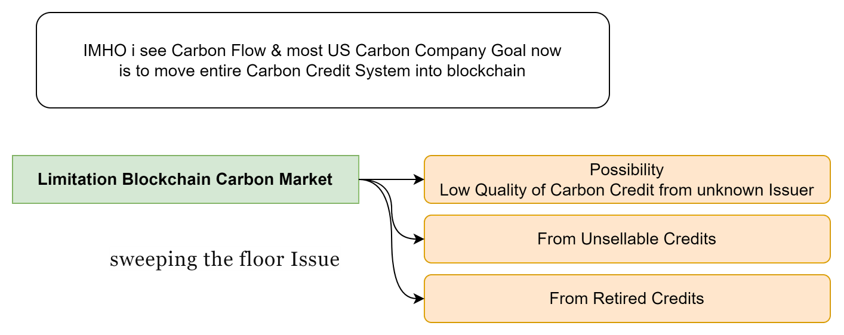 IMHO i see Carbon Flow & most US Carbon Company Goal now
is to move entire Carbon Credit System into blockchain
Limitation Blockchain Carbon Market
Possibility
Low Quality of Carbon Credit from unknown Issuer
From Unsellable Credits
sweeping the floor Issue
From Retired Credits